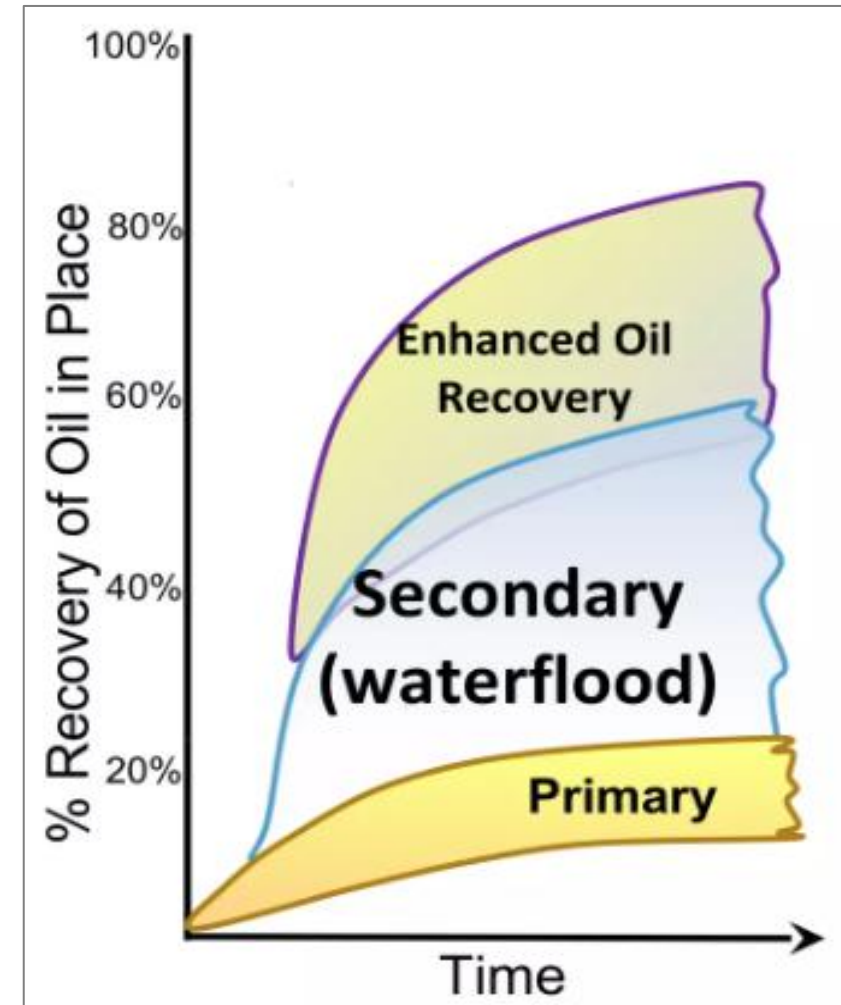 100%
80%
60%
40%
20%
% Recovery of Oil in Place
Enhanced Oil
Recovery
Secondary
(waterflood)
Primary
Time